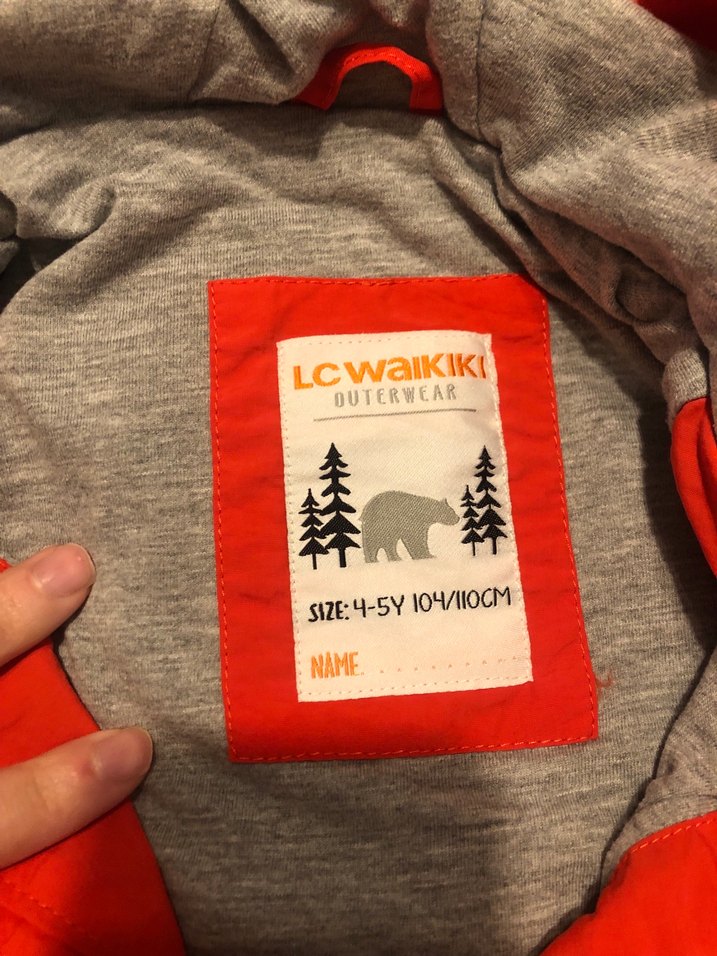 LC WAIKIKI
OUTERWEAR
SIZE: 4-5Y 104/110CM
NAME. . . . . . . . . . . .